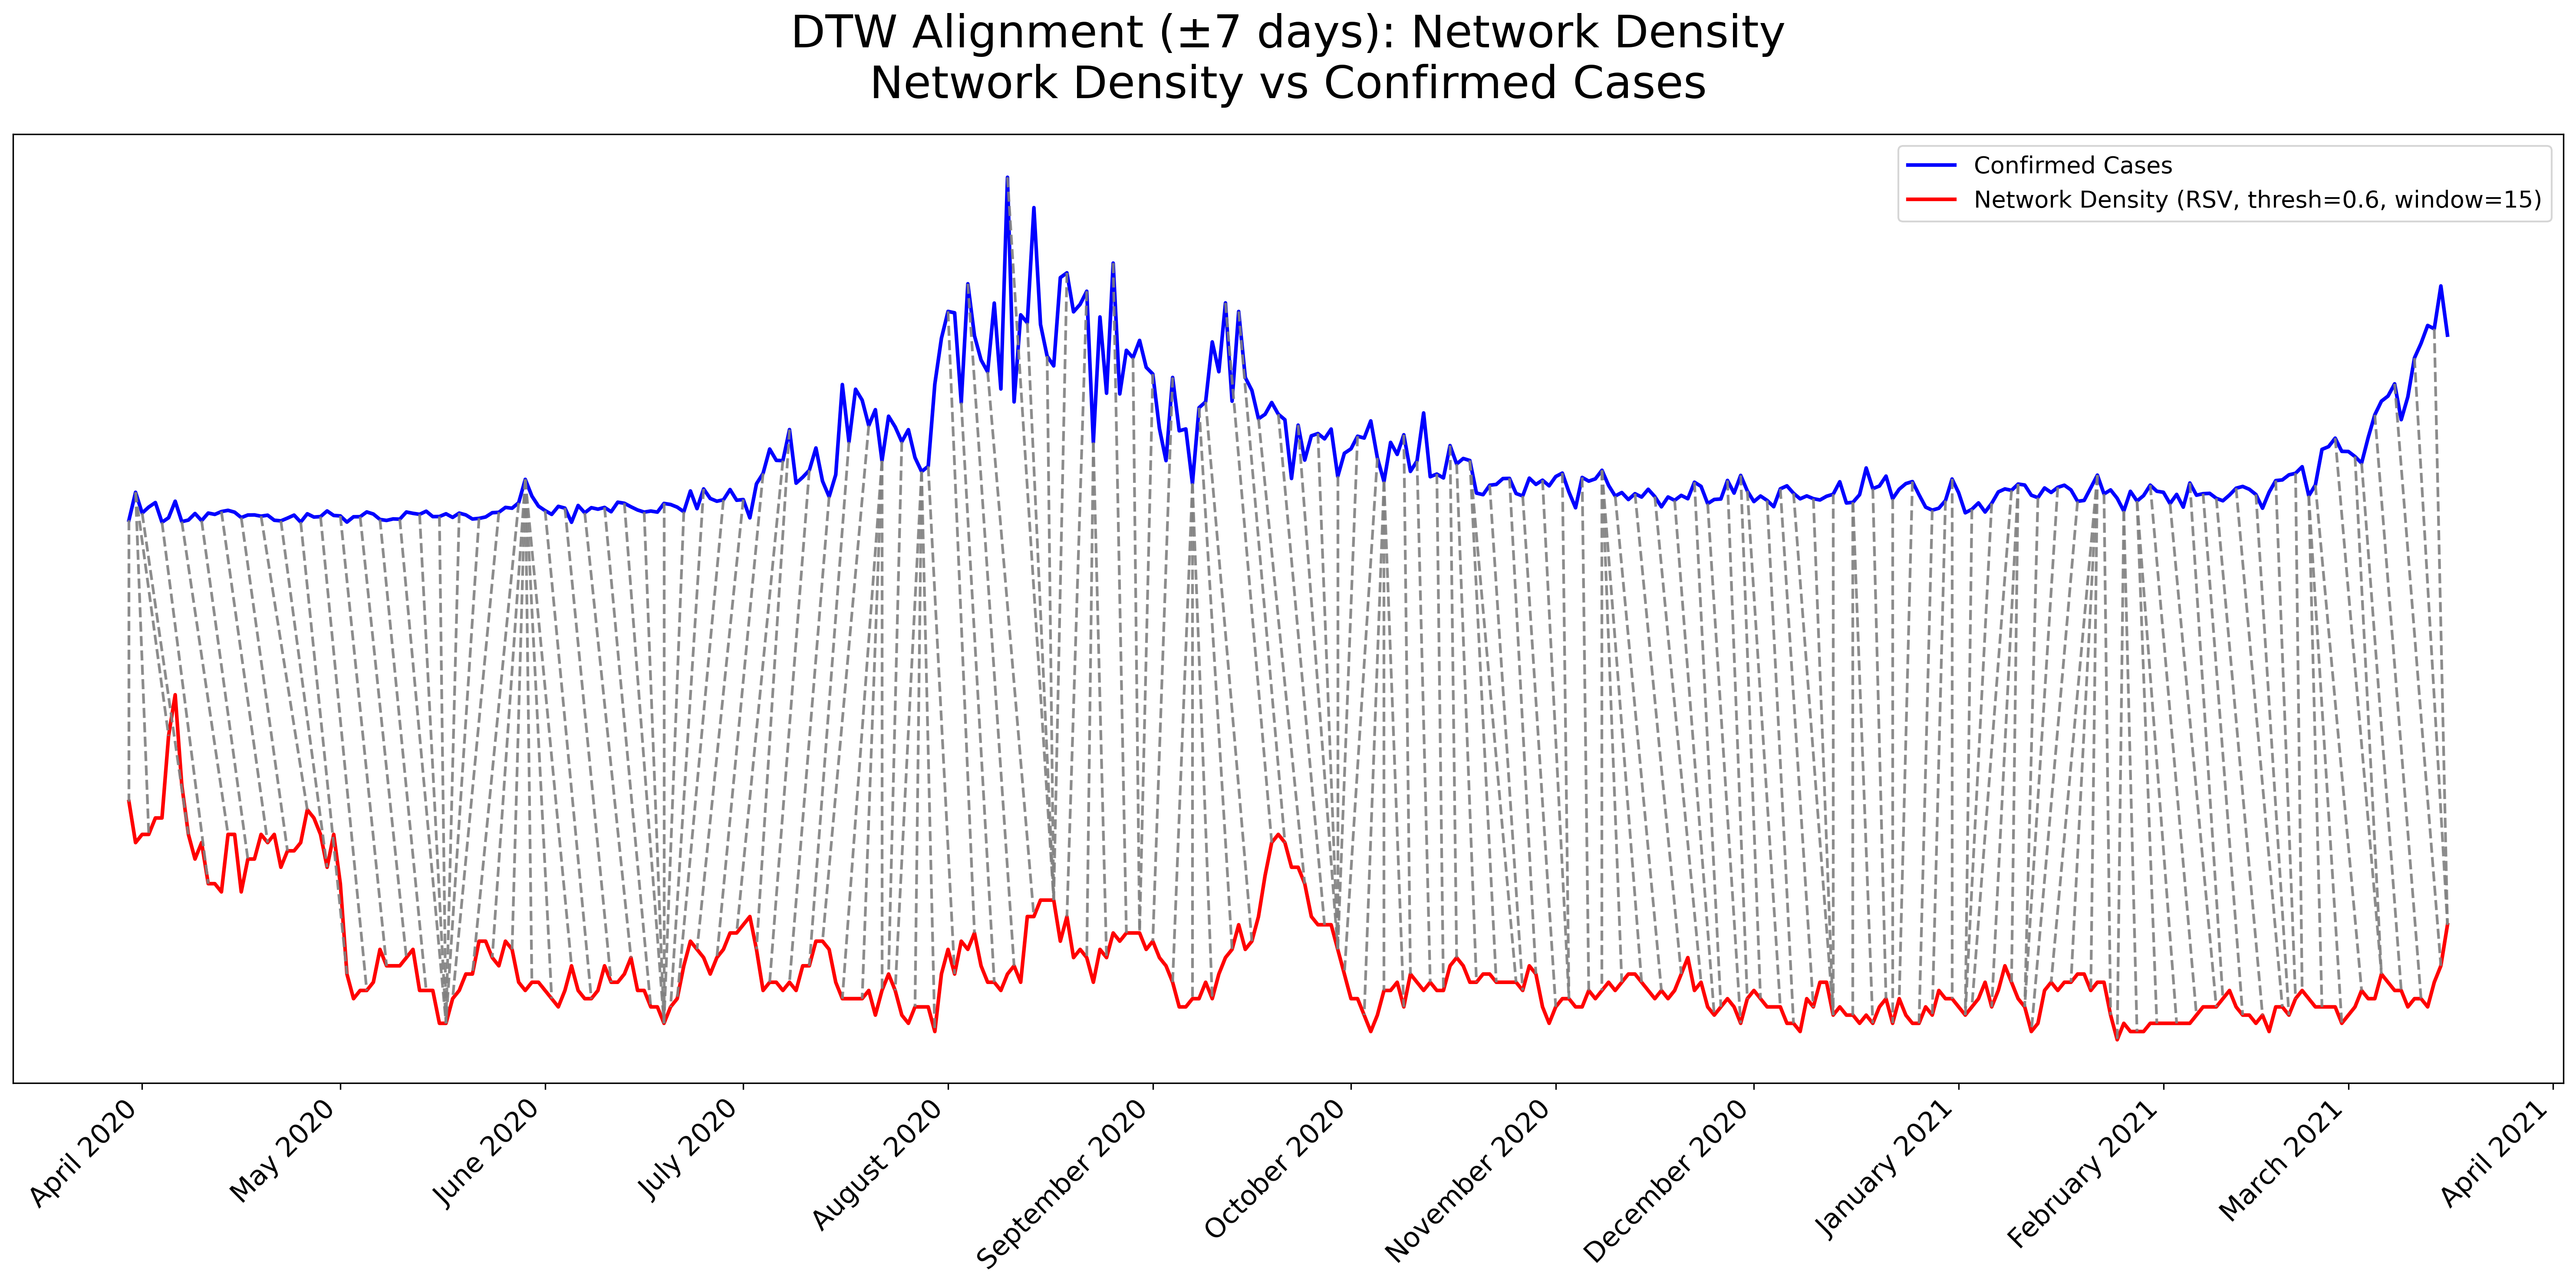 DTW Alignment (±7 days): Network Density
Network Density vs Confirmed Cases
Confirmed Cases
Network Density (RSV, thresh=0.6, window=15)
April 2020
May 2020
June 2020
July 2020
August 2020
September 2020
October 2020
November 2020
December 2020
January 2021
February 2021
March 2021
April 2021